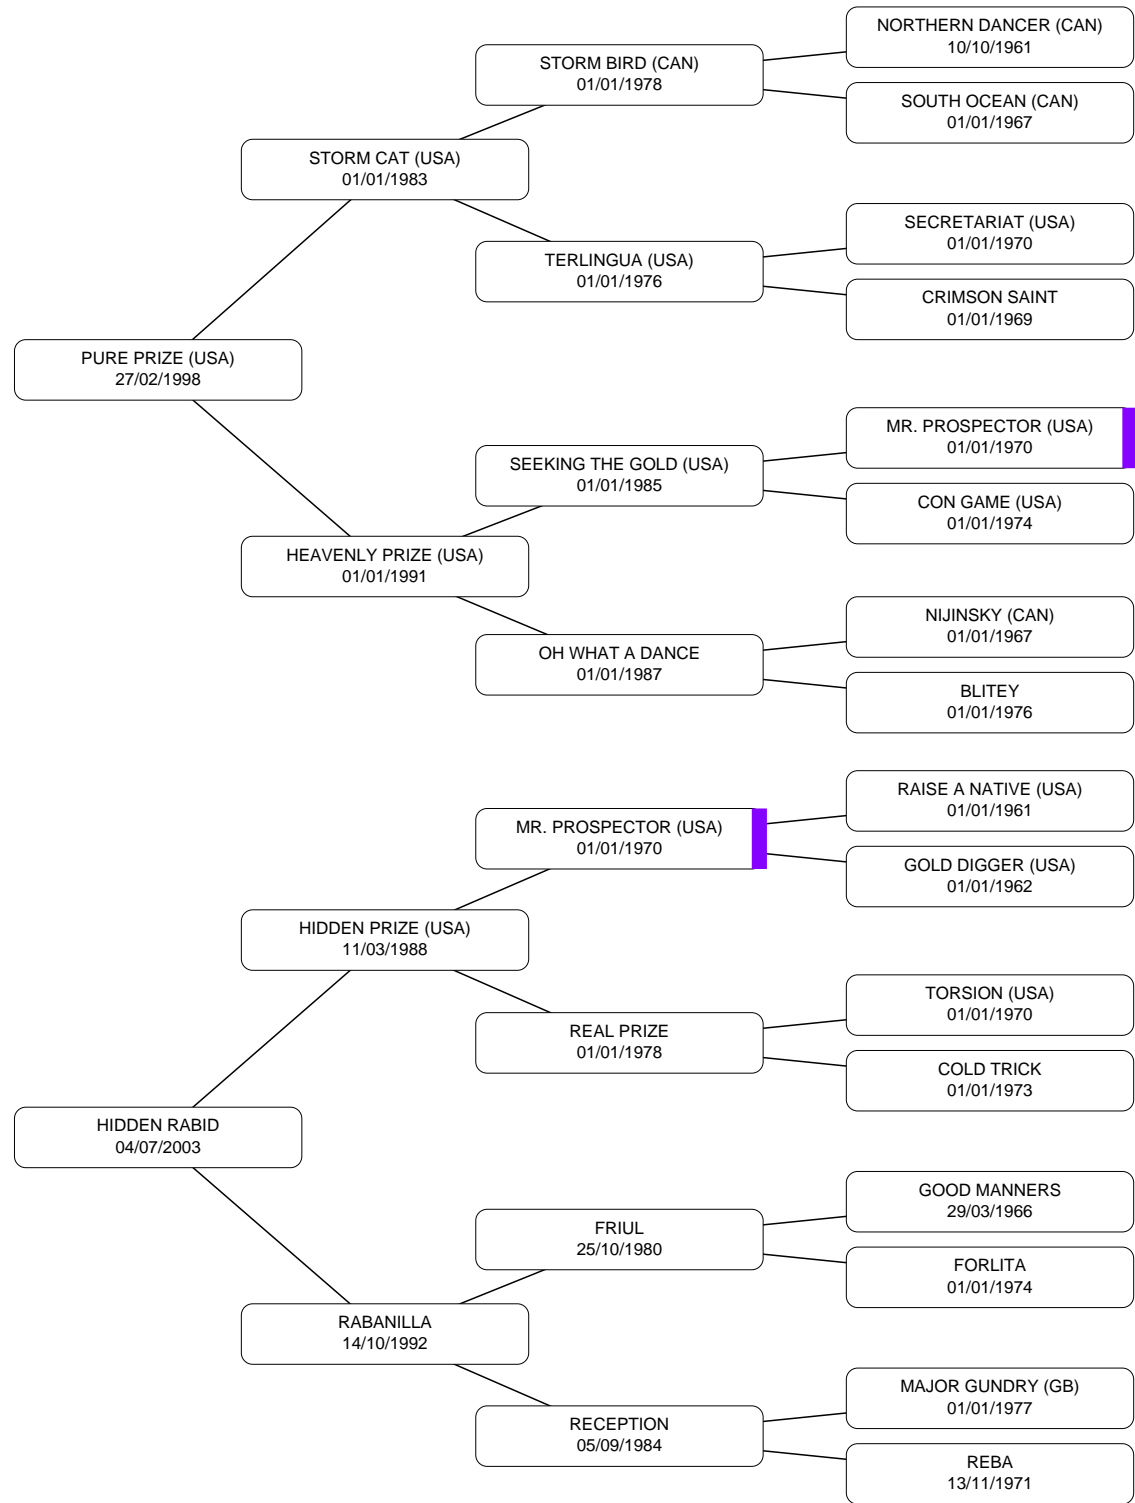 NORTHERN DANCER (CAN)
10/10/1961
STORM BIRD (CAN)
01/01/1978
SOUTH OCEAN (CAN)
01/01/1967
STORM CAT (USA)
01/01/1983
SECRETARIAT (USA)
01/01/1970
TERLINGUA (USA)
01/01/1976
CRIMSON SAINT
01/01/1969
PURE PRIZE (USA)
27/02/1998
MR. PROSPECTOR (USA)
01/01/1970
SEEKING THE GOLD (USA)
01/01/1985
CON GAME (USA)
01/01/1974
HEAVENLY PRIZE (USA)
01/01/1991
NIJINSKY (CAN)
01/01/1967
OH WHAT A DANCE
01/01/1987
BLITEY
01/01/1976
RAISE A NATIVE (USA)
01/01/1961
MR. PROSPECTOR (USA)
01/01/1970
GOLD DIGGER (USA)
01/01/1962
HIDDEN PRIZE (USA)
11/03/1988
TORSION (USA)
01/01/1970
REAL PRIZE
01/01/1978
COLD TRICK
01/01/1973
HIDDEN RABID
04/07/2003
GOOD MANNERS
29/03/1966
FRIUL
25/10/1980
FORLITA
01/01/1974
RABANILLA
14/10/1992
MAJOR GUNDRY (GB)
01/01/1977
RECEPTION
05/09/1984
REBA
13/11/1971